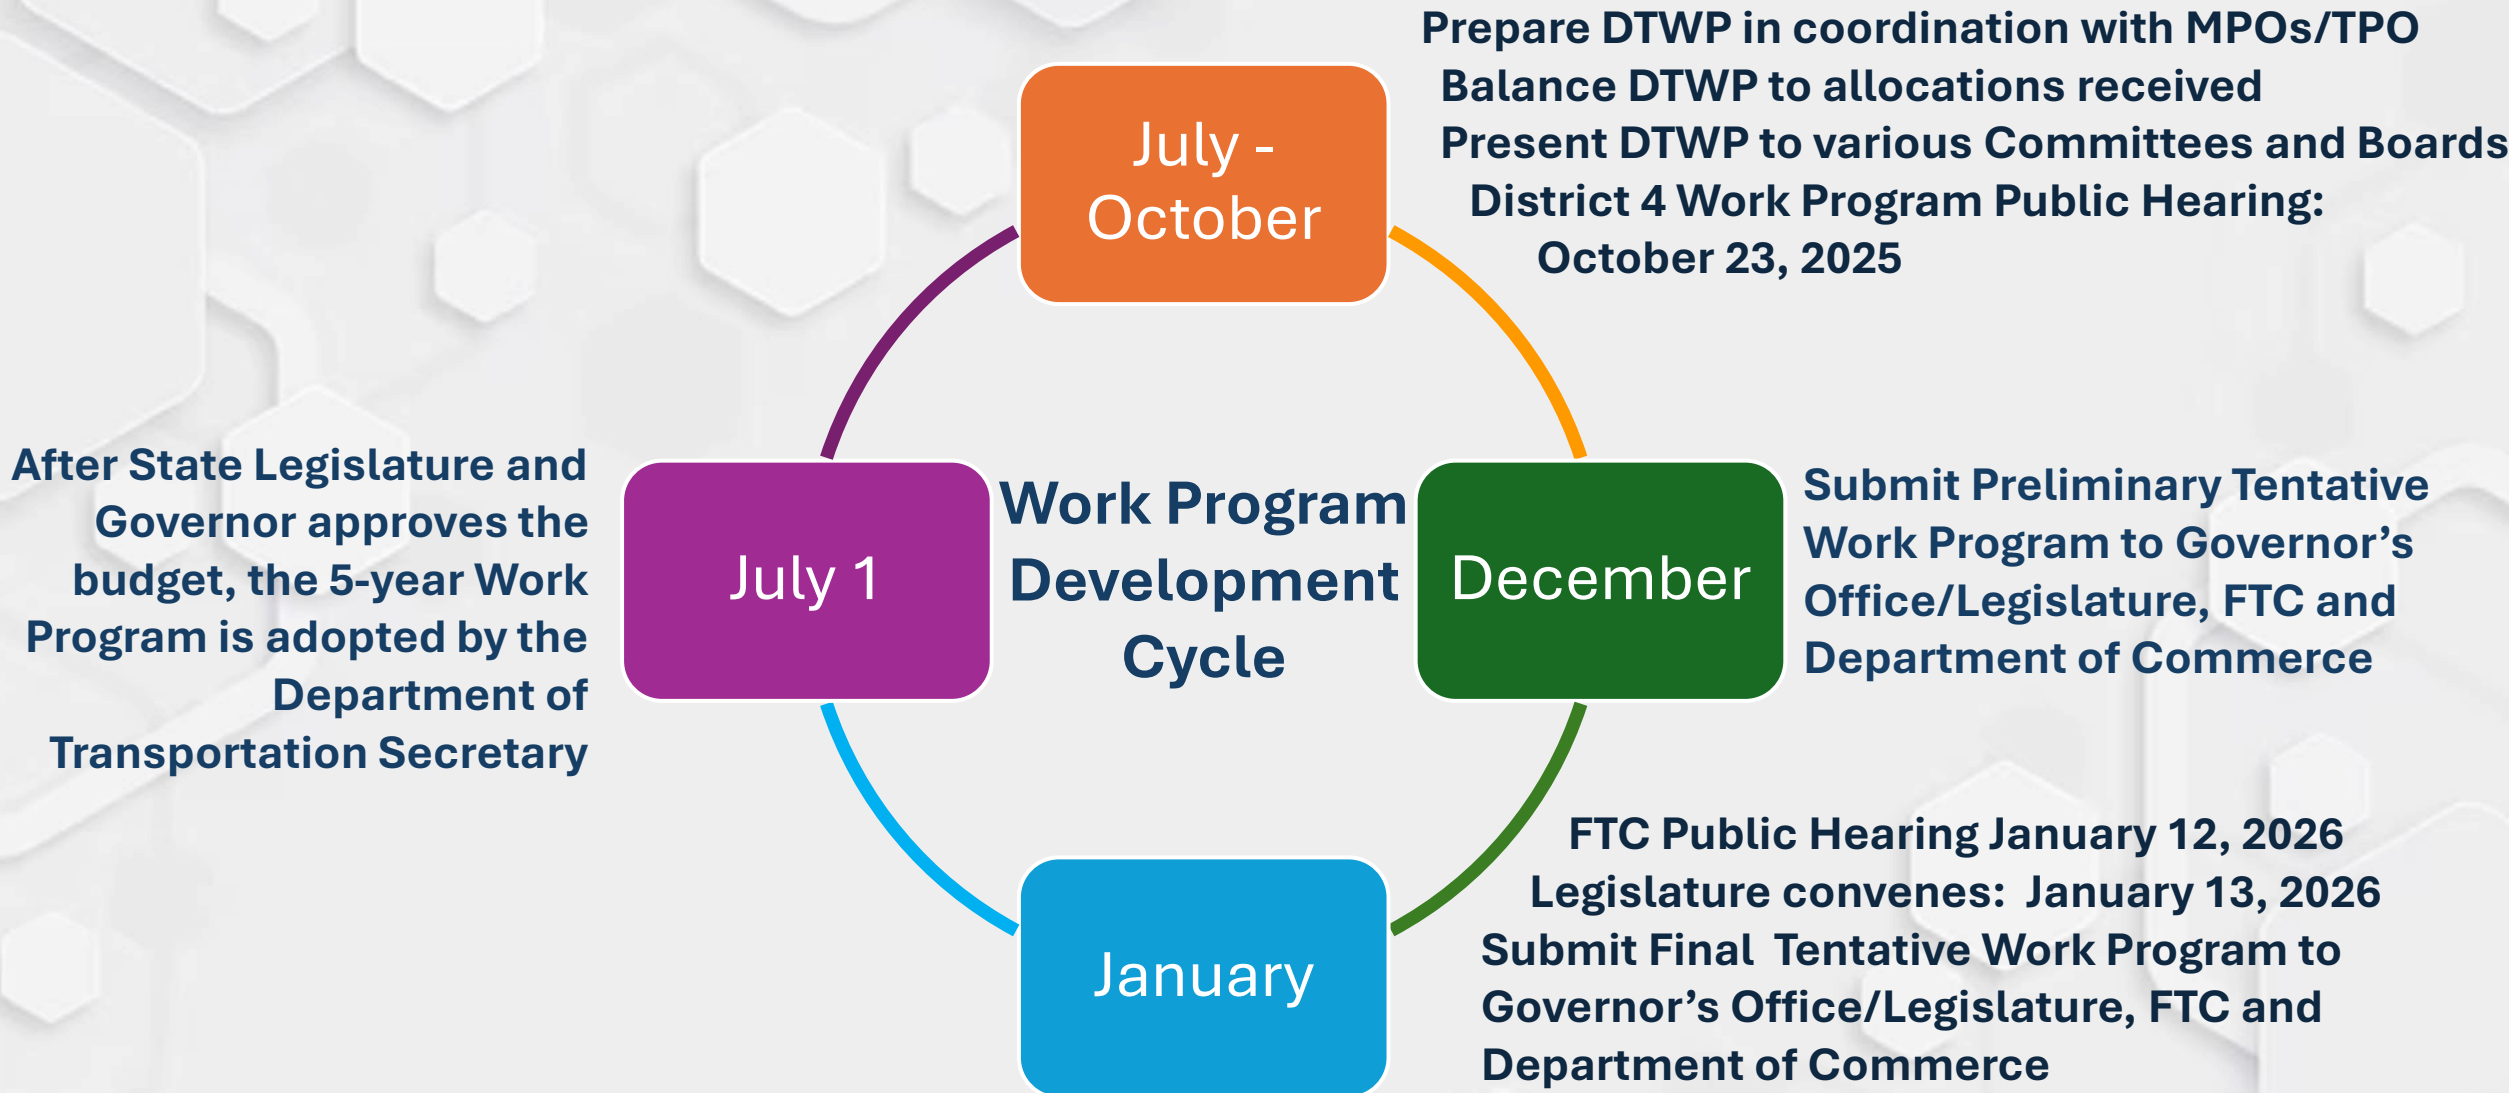 Prepare DTWP in coordination with MPOs/TPO
Balance DTWP to allocations received
Present DTWP to various Committees and Boards
District 4 Work Program Public Hearing:
October 23, 2025
July -
October
Work Program
Development
Cycle
December
Submit Preliminary Tentative
Work Program to Governor’s
Office/Legislature, FTC and
Department of Commerce
January
FTC Public Hearing January 12, 2026
Legislature convenes:  January 13, 2026
Submit Final  Tentative Work Program to
Governor’s Office/Legislature, FTC and
Department of Commerce
July 1
After State Legislature and
Governor approves the
budget, the 5-year Work
Program is adopted by the
Department of
Transportation Secretary